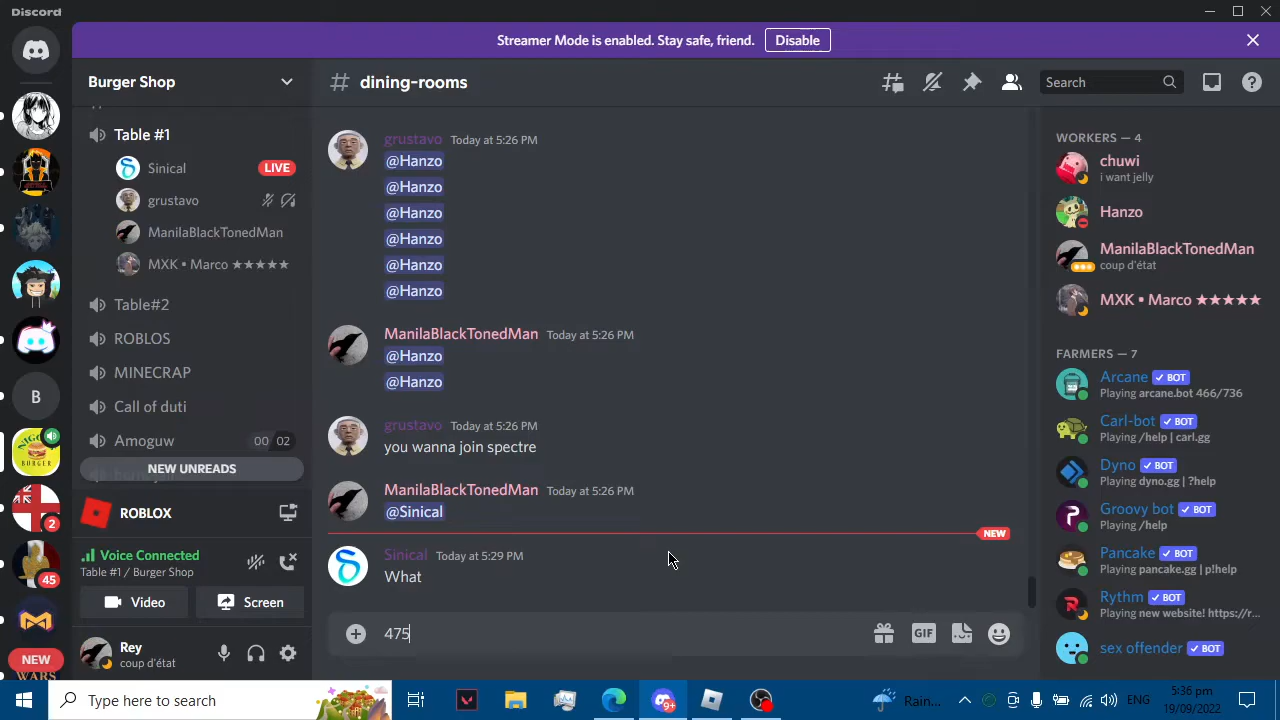 Discord
Streamer Mode is enabled. Stay safe, friend. Disable
Burger Shop
dining-rooms
Search
Table #1
Sinical LIVE
grustavo
ManilaBlackTonedMan
MXK • Marco ★★★★★
Table#2
ROBLOS
MINECRAP
Call of duti
Amoguw 00 02
NEW UNREADS
B
BURGER
2
45
NEW
WARS
ROBLOX
Voice Connected
Table #1 / Burger Shop
Video
Screen
Rey
coup d'état
grustavo Today at 5:26 PM
@Hanzo
@Hanzo
@Hanzo
@Hanzo
@Hanzo
@Hanzo
ManilaBlackTonedMan Today at 5:26 PM
@Hanzo
@Hanzo
grustavo Today at 5:26 PM
you wanna join spectre
ManilaBlackTonedMan Today at 5:26 PM
@Sinical
NEW
Sinical Today at 5:29 PM
What
475
GIF
WORKERS — 4
chuwi
i want jelly
Hanzo
ManilaBlackTonedMan
coup d'état
MXK • Marco ★★★★★
FARMERS — 7
Arcane ✓ BOT
Playing arcane.bot 466/736
Carl-bot ✓ BOT
Playing /help | carl.gg
Dyno ✓ BOT
Playing dyno.gg | ?help
Groovy bot ✓ BOT
Playing /help
Pancake ✓ BOT
Playing pancake.gg | p!help
Rythm ✓ BOT
Playing new website! https://r...
sex offender ✓ BOT
Type here to search
9+
Rain...
ENG
5:36 pm
19/09/2022